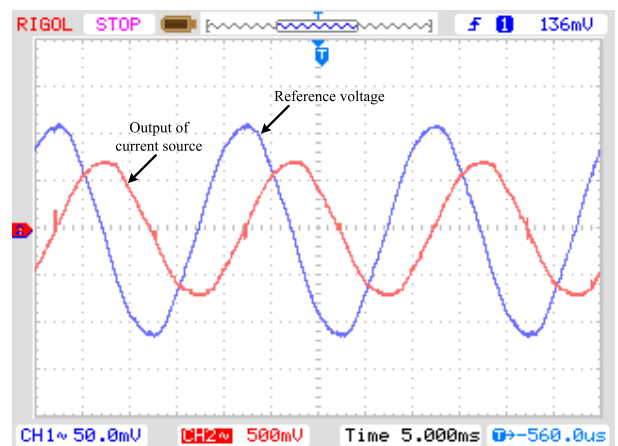 RIGOL STOP T f 1 136mV
T
Reference voltage
Output of
current source
CH1~ 50.0mV CH2~ 500mV Time 5.000ms T→-560.0us